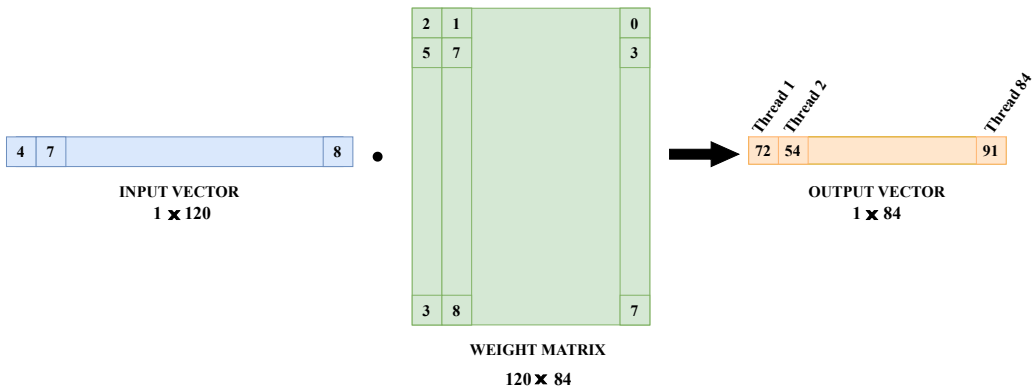 2 1 0
5 7 3
Thread 1
Thread 2
Thread 84
4 7 8
72 54 91
INPUT VECTOR
1 x 120
OUTPUT VECTOR
1 x 84
3 8 7
WEIGHT MATRIX
120 x 84